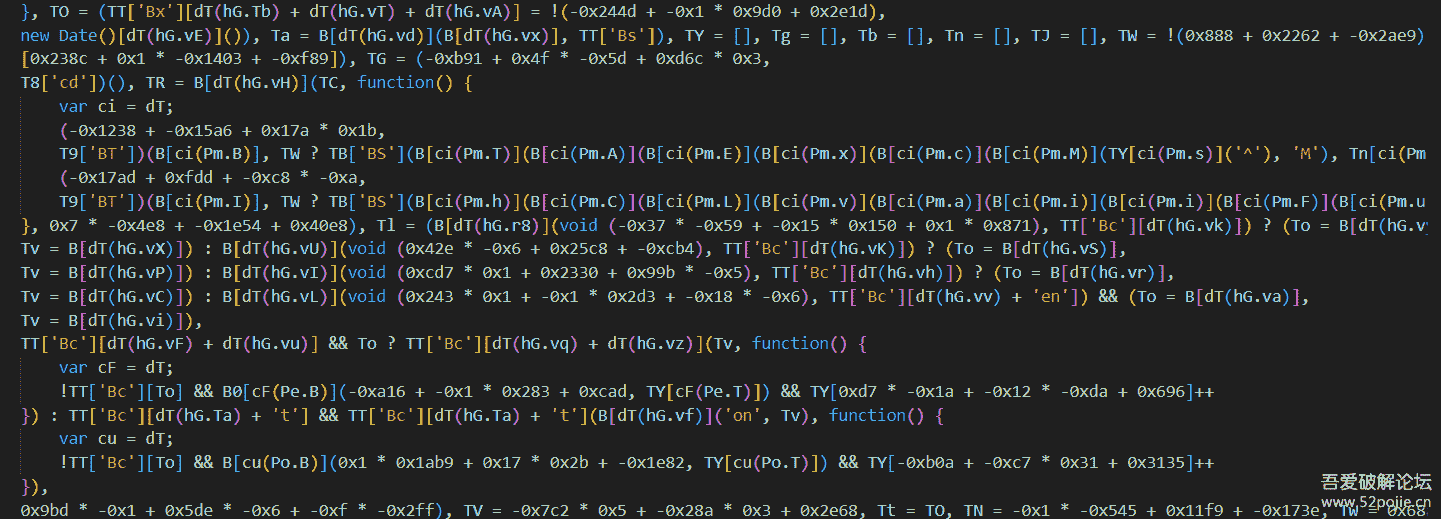 }, TO = (TT['Bx'][dT(hG.Tb) + dT(hG.vT) + dT(hG.vA)] = !(-0x244d + -0x1 * 0x9d0 + 0x2e1d),
new Date()[dT(hG.vE)]()), Ta = B[dT(hG.vd)](B[dT(hG.vx)], TT['Bs']), TY = [], Tg = [], Tb = [], Tn = [], TJ = [], TW = !(0x888 + 0x2262 + -0x2ae9)
[0x238c + 0x1 * -0x1403 + -0xf89]), TG = (-0xb91 + 0x4f * -0x5d + 0xd6c * 0x3,
T8['cd'])(), TR = B[dT(hG.vH)](TC, function() {
var ci = dT;
(-0x1238 + -0x15a6 + 0x17a * 0x1b,
T9['BT'])(B[ci(Pm.B)], TW ? TB['BS'](B[ci(Pm.T)](B[ci(Pm.A)](B[ci(Pm.E)](B[ci(Pm.x)](B[ci(Pm.c)](B[ci(Pm.M)](TY[ci(Pm.s)]('^'), 'M'), Tn[ci(Pm
(-0x17ad + 0xfdd + -0xc8 * -0xa,
T9['BT'])(B[ci(Pm.I)], TW ? TB['BS'](B[ci(Pm.h)](B[ci(Pm.C)](B[ci(Pm.L)](B[ci(Pm.v)](B[ci(Pm.a)](B[ci(Pm.i)](B[ci(Pm.i)](B[ci(Pm.F)](B[ci(Pm.u
}, 0x7 * -0x4e8 + -0x1e54 + 0x40e8), Tl = (B[dT(hG.r8)](void (-0x37 * -0x59 + -0x15 * 0x150 + 0x1 * 0x871), TT['Bc'][dT(hG.vk)]) ? (To = B[dT(hG.vy
Tv = B[dT(hG.vX)]) : B[dT(hG.vU)](void (0x42e * -0x6 + 0x25c8 + -0xcb4), TT['Bc'][dT(hG.vK)]) ? (To = B[dT(hG.vS)],
Tv = B[dT(hG.vP)]) : B[dT(hG.vI)](void (0xcd7 * 0x1 + 0x2330 + 0x99b * -0x5), TT['Bc'][dT(hG.vh)]) ? (To = B[dT(hG.vr)],
Tv = B[dT(hG.vC)]) : B[dT(hG.vL)](void (0x243 * 0x1 + -0x1 * 0x2d3 + -0x18 * -0x6), TT['Bc'][dT(hG.vv) + 'en']) && (To = B[dT(hG.va)],
Tv = B[dT(hG.vi)]),
TT['Bc'][dT(hG.vF) + dT(hG.vu)] && To ? TT['Bc'][dT(hG.vq) + dT(hG.vz)](Tv, function() {
var cF = dT;
!TT['Bc'][To] && B0[cF(Pe.B)](-0xa16 + -0x1 * 0x283 + 0xcad, TY[cF(Pe.T)]) && TY[0xd7 * -0x1a + -0x12 * -0xda + 0x696]++
}) : TT['Bc'][dT(hG.Ta) + 't'] && TT['Bc'][dT(hG.Ta) + 't'](B[dT(hG.vf)]('on', Tv), function() {
var cu = dT;
!TT['Bc'][To] && B[cu(Po.B)](0x1 * 0x1ab9 + 0x17 * 0x2b + -0x1e82, TY[cu(Po.T)]) && TY[-0xb0a + -0xc7 * 0x31 + 0x3135]++
}),
0x9bd * -0x1 + 0x5de * -0x6 + -0xf * -0x2ff), TV = -0x7c2 * 0x5 + -0x28a * 0x3 + 0x2e68, Tt = TO, TN = -0x1 * -0x545 + 0x11f9 + -0x173e, Tw = 0x68
吾爱破解论坛
www.52pojie.cn